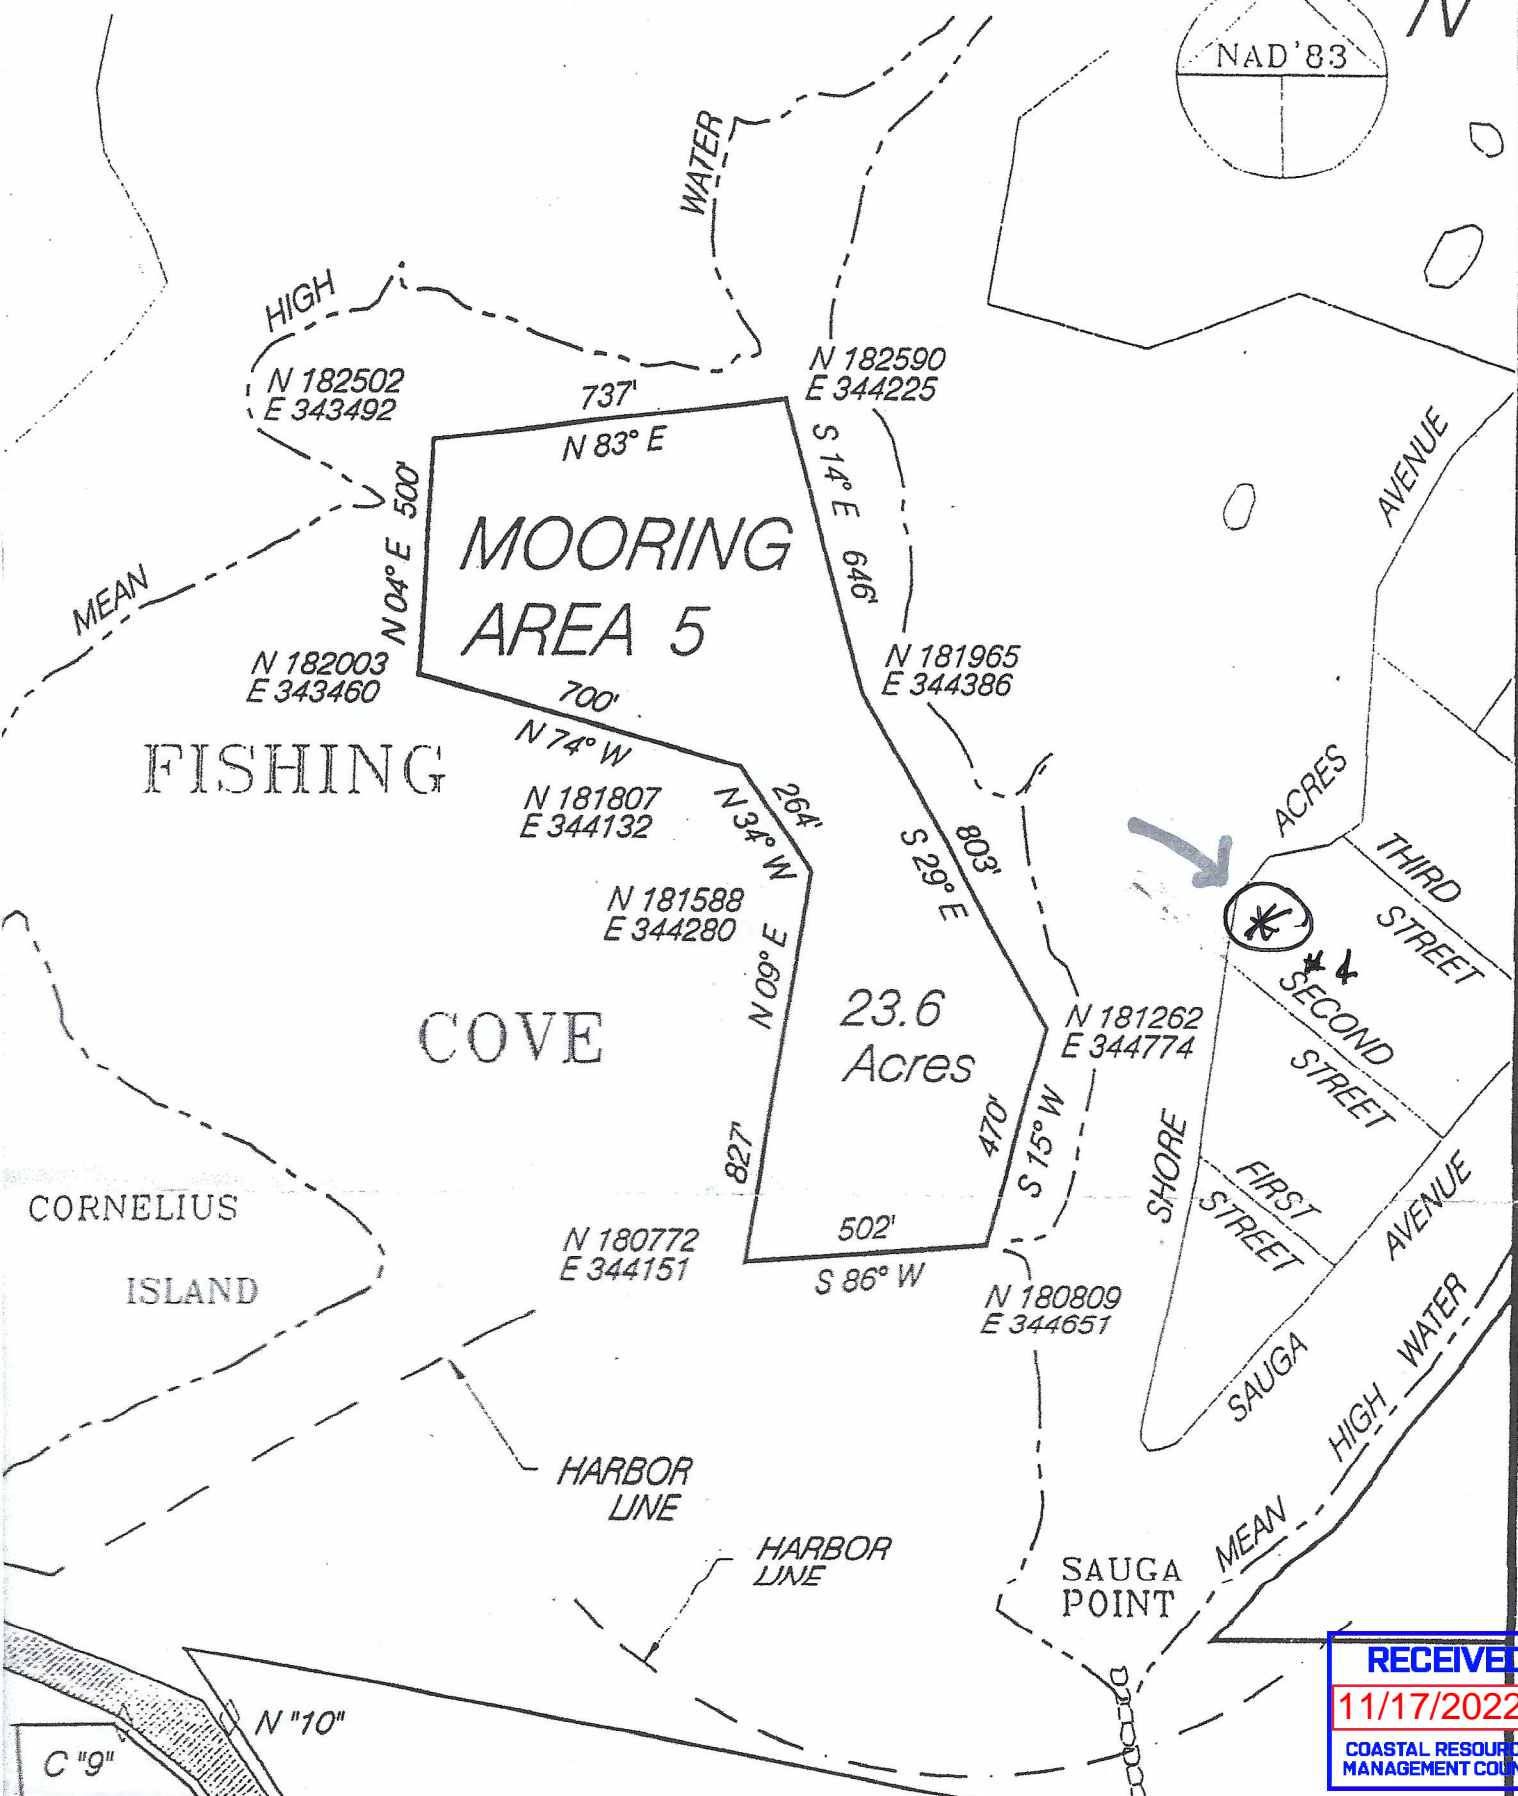 N
NAD'83
WATER
HIGH
MEAN
N 182502
E 343492
737'
N 83° E
N 182590
E 344225
S 14° E 646'
N 04° E 500'
MOORING
AREA 5
N 182003
E 343460
700'
N 74° W
N 181965
E 344386
FISHING
N 181807
E 344132
264'
N 34° W
803'
S 29° E
N 181588
E 344280
N 09° E
827'
COVE
23.6
Acres
N 181262
E 344774
470'
S 15° W
CORNELIUS
ISLAND
N 180772
E 344151
502'
S 86° W
N 180809
E 344651
AVENUE
ACRES
SHORE
THIRD
STREET
SECOND
STREET
FIRST
STREET
AVENUE
SAUGA
WATER
HIGH
MEAN
HARBOR
LINE
HARBOR
LINE
SAUGA
POINT
N "10"
C "9"
RECEIVED
11/17/2022
COASTAL RESOURC
MANAGEMENT COUN